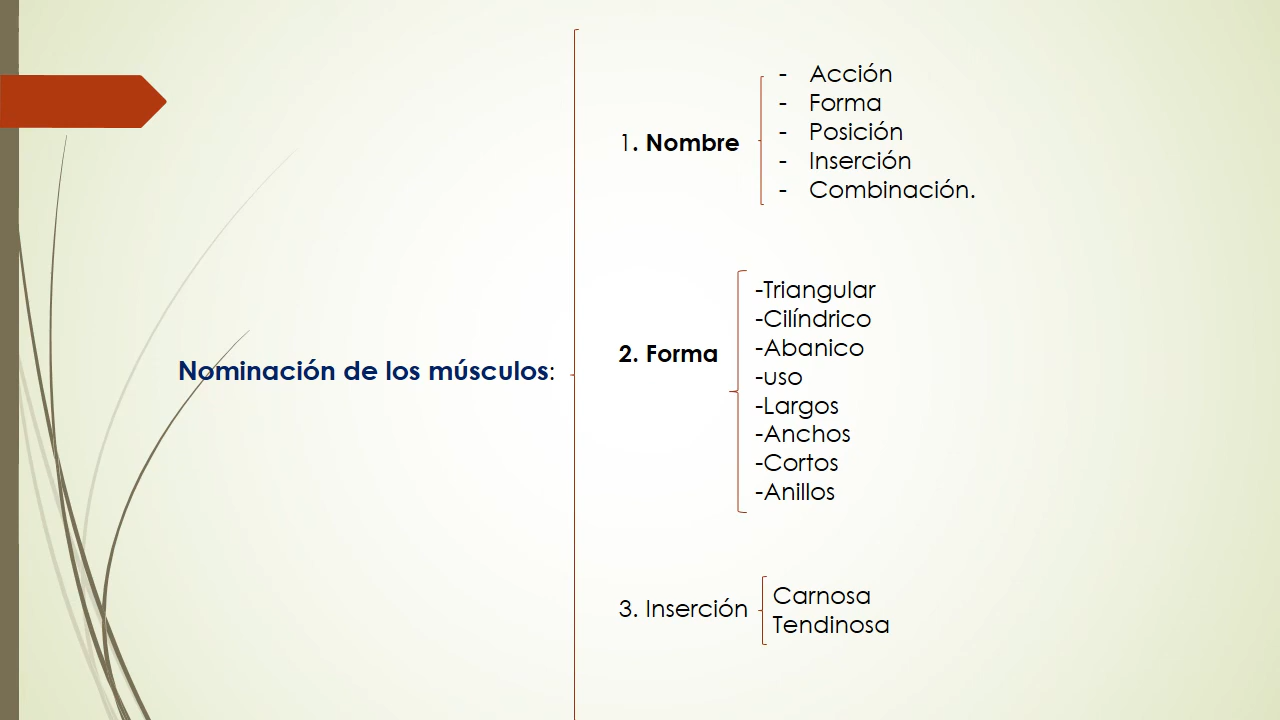 Nominación de los músculos:
1. Nombre
- Acción
- Forma
- Posición
- Inserción
- Combinación.
2. Forma
-Triangular
-Cilíndrico
-Abanico
-uso
-Largos
-Anchos
-Cortos
-Anillos
3. Inserción
Carnosa
Tendinosa